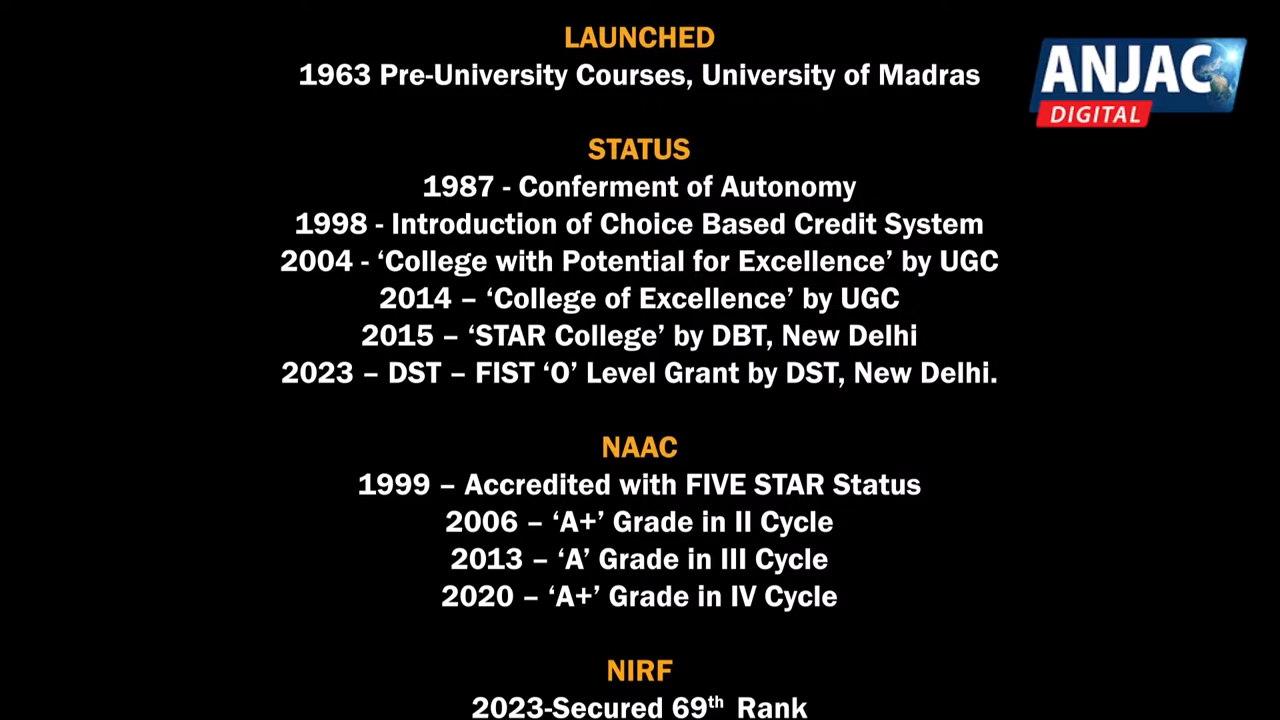 LAUNCHED
1963 Pre-University Courses, University of Madras
ANJAC
DIGITAL
STATUS
1987 - Conferment of Autonomy
1998 - Introduction of Choice Based Credit System
2004 - ‘College with Potential for Excellence’ by UGC
2014 – ‘College of Excellence’ by UGC
2015 – ‘STAR College’ by DBT, New Delhi
2023 – DST – FIST ‘0’ Level Grant by DST, New Delhi.
NAAC
1999 – Accredited with FIVE STAR Status
2006 – ‘A+’ Grade in II Cycle
2013 – ‘A’ Grade in III Cycle
2020 – ‘A+’ Grade in IV Cycle
NIRF
2023-Secured 69th Rank